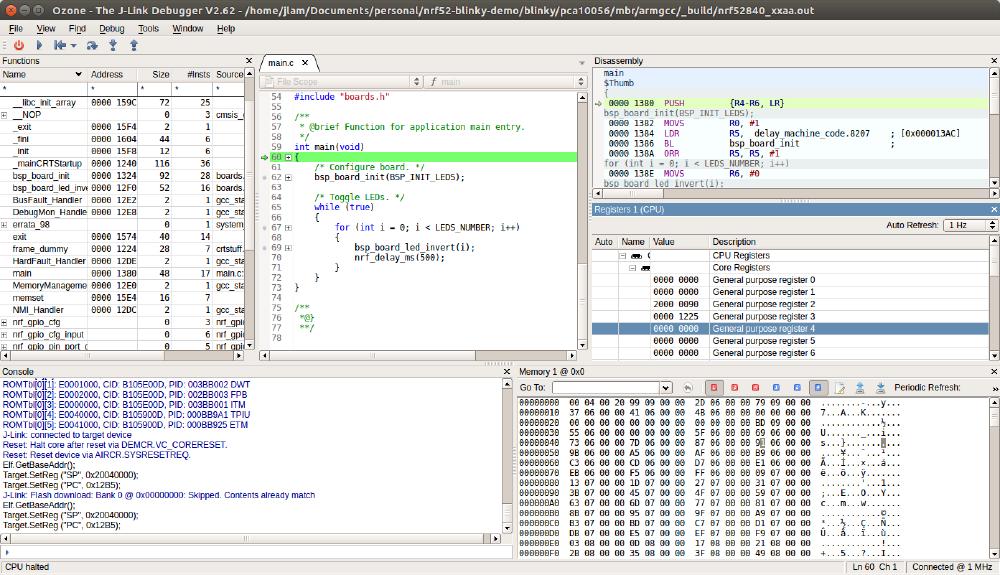 Ozone - The J-Link Debugger V2.62 - /home/jlam/Documents/personal/nrf52-blinky-demo/blinky/pca10056/mbr/armgcc/_build/nrf52840_xxaa.out
File View Find Debug Tools Window Help
Functions
Name Address Size #Insts Source
* * * * *
__libc_init_array 0000 159C 72 25
__NOP 0 3 cmsis_
_exit 0000 15F4 2 1
_fini 0000 1604 44 6
_init 0000 15F8 12 6
_mainCRTStartup 0000 1240 116 36
bsp_board_init 0000 1324 92 28 boards.
bsp_board_led_inve 0000 12F0 52 16 boards.
BusFault_Handler 0000 12E2 2 1 gcc_sta
DebugMon_Handle 0000 12E8 2 1 gcc_sta
errata_98 0 1 system_
exit 0000 1574 40 14
frame_dummy 0000 1224 28 7 crtstuff.
HardFault_Handler 0000 12DE 2 1 gcc_sta
main 0000 1380 48 17 main.c:
MemoryManageme 0000 12E0 2 1 gcc_sta
memset 0000 15E4 16 7
NMI_Handler 0000 12DC 2 1 gcc_sta
nrf_gpio_cfg 0 3 nrf_gpi
nrf_gpio_cfg_input 0 6 nrf_gpi
nrf_gpio_pin_port_ 0 5 nrf_gpi
main.c
File Scope
f main
54 #include "boards.h"
55
56 /**
57 * @brief Function for application main entry.
58 */
59 int main(void)
60 {
61 /* Configure board. */
62 bsp_board_init(BSP_INIT_LEDS);
63
64 /* Toggle LEDs. */
65 while (true)
66 {
67 for (int i = 0; i < LEDS_NUMBER; i++)
68 {
69 bsp_board_led_invert(i);
70 nrf_delay_ms(500);
71 }
72 }
73 }
74
75 /**
76 *@}
77 **/
78
Disassembly
main
$Thumb
{
0000 1380 PUSH {R4-R6, LR}
bsp_board_init(BSP_INIT_LEDS);
0000 1382 MOVS R0, #1
0000 1384 LDR R5, _delay_machine_code.8207 ; [0x000013AC]
0000 1386 BL bsp_board_init ;
0000 138A ORR R5, R5, #1
for (int i = 0; i < LEDS_NUMBER; i++)
0000 138E MOVS R6, #0
bsp_board_led_invert(i);
Registers 1 (CPU)
Auto Refresh: 1 Hz
Auto Name Value Description
CPU Registers
Core Registers
0000 0000 General purpose register 0
0000 0000 General purpose register 1
2000 0090 General purpose register 2
0000 1225 General purpose register 3
0000 0000 General purpose register 4
0000 0000 General purpose register 5
0000 0000 General purpose register 6
Console
ROMTbl[0][1]: E0001000, CID: B105E00D, PID: 003BB002 DWT
ROMTbl[0][2]: E0002000, CID: B105E00D, PID: 002BB003 FPB
ROMTbl[0][3]: E0000000, CID: B105E00D, PID: 003BB001 ITM
ROMTbl[0][4]: E0040000, CID: B105900D, PID: 000BB9A1 TPIU
ROMTbl[0][5]: E0041000, CID: B105900D, PID: 000BB925 ETM
J-Link: connected to target device
Reset: Halt core after reset via DEMCR.VC_CORERESET.
Reset: Reset device via AIRCR.SYSRESETREQ.
Elf.GetBaseAddr();
Target.SetReg ("SP", 0x20040000);
Target.SetReg ("PC", 0x12B5);
J-Link: Flash download: Bank 0 @ 0x00000000: Skipped. Contents already match
Elf.GetBaseAddr();
Target.SetReg ("SP", 0x20040000);
Target.SetReg ("PC", 0x12B5);
Memory 1 @ 0x0
Go To: Periodic Refresh: »
00000000 00 04 00 20 99 09 00 00 2D 06 00 00 79 09 00 00
00000010 37 06 00 00 41 06 00 00 4B 06 00 00 00 00 00 00
00000020 00 00 00 00 00 00 00 00 00 00 00 00 BD 09 00 00
00000030 55 06 00 00 00 00 00 00 5F 06 00 00 69 06 00 00
00000040 73 06 00 00 7D 06 00 00 87 06 00 00 9E 06 00 00
00000050 9B 06 00 00 A5 06 00 00 AF 06 00 00 B9 06 00 00
00000060 C3 06 00 00 CD 06 00 00 D7 06 00 00 E1 06 00 00
00000070 EB 06 00 00 F5 06 00 00 FF 06 00 00 09 07 00 00
00000080 13 07 00 00 1D 07 00 00 27 07 00 00 31 07 00 00
00000090 3B 07 00 00 45 07 00 00 4F 07 00 00 59 07 00 00
000000A0 63 07 00 00 6D 07 00 00 77 07 00 00 81 07 00 00
000000B0 8B 07 00 00 95 07 00 00 9F 07 00 00 A9 07 00 00
000000C0 B3 07 00 00 BD 07 00 00 C7 07 00 00 D1 07 00 00
000000D0 DB 07 00 00 E5 07 00 00 EF 07 00 00 F9 07 00 00
000000E0 03 08 00 00 0D 08 00 00 17 08 00 00 21 08 00 00
000000F0 2B 08 00 00 35 08 00 00 3F 08 00 00 49 08 00 00
CPU halted
Ln 60 Ch 1
Connected @ 1 MHz